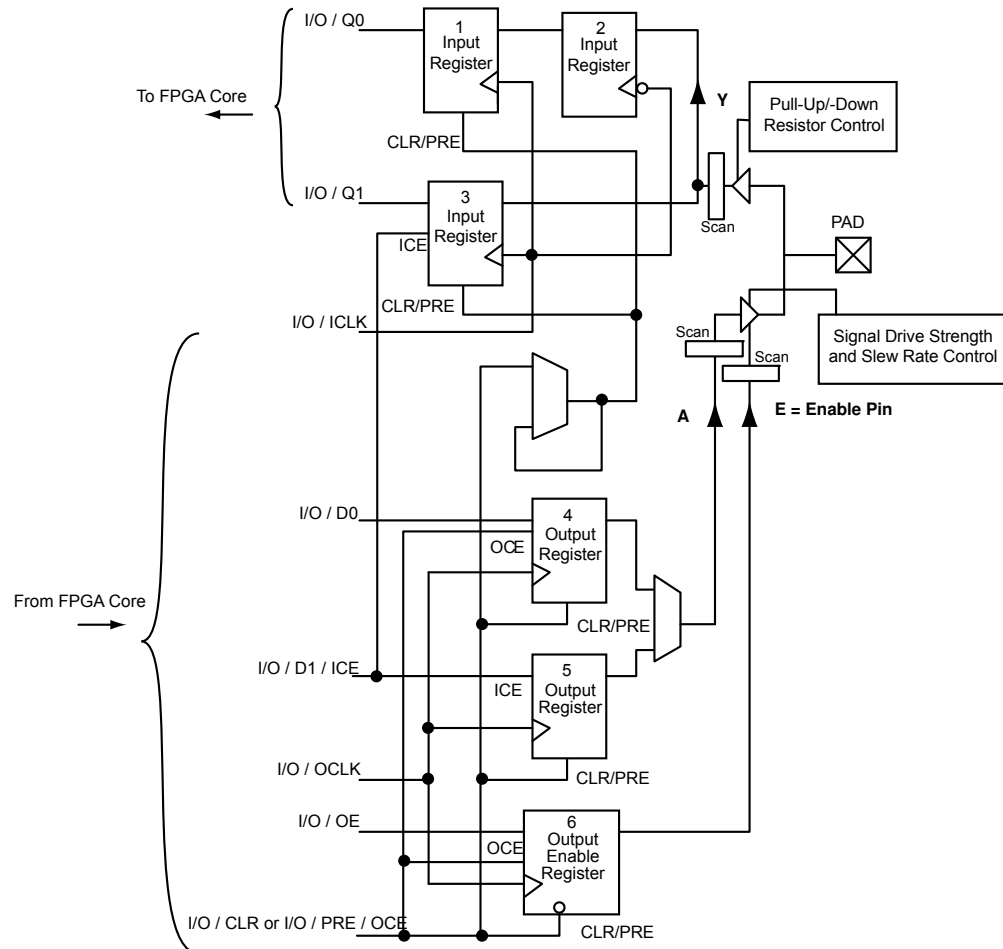 I/O / Q0
1
Input
Register
2
Input
Register
To FPGA Core
Y
Pull-Up/-Down
Resistor Control
CLR/PRE
I/O / Q1
3
Input
Register
ICE
Scan
PAD
CLR/PRE
I/O / ICLK
Scan
Scan
Signal Drive Strength
and Slew Rate Control
A
E = Enable Pin
I/O / D0
4
Output
Register
OCE
From FPGA Core
CLR/PRE
I/O / D1 / ICE
5
Output
Register
ICE
I/O / OCLK
CLR/PRE
I/O / OE
6
Output
Enable
Register
OCE
I/O / CLR or I/O / PRE / OCE
CLR/PRE